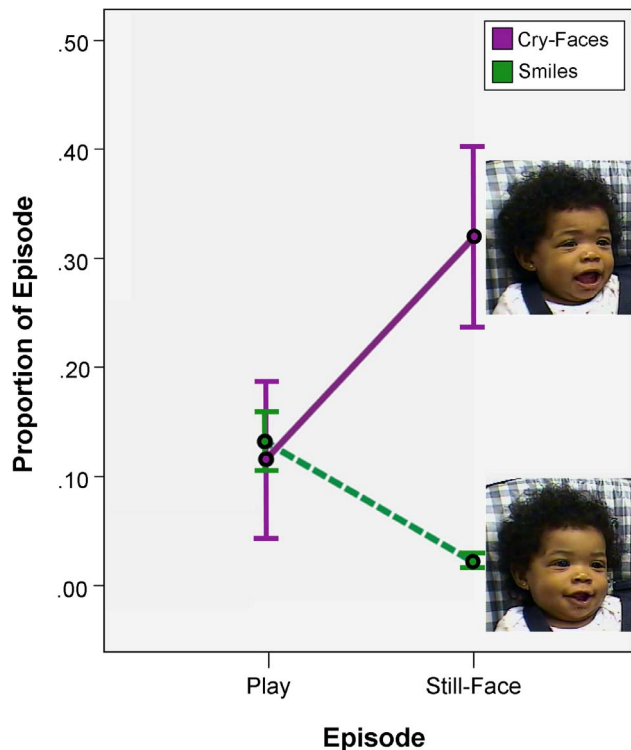 Cry-Faces
Smiles
.50
.40
.30
.20
.10
.00
Proportion of Episode
Play
Still-Face
Episode